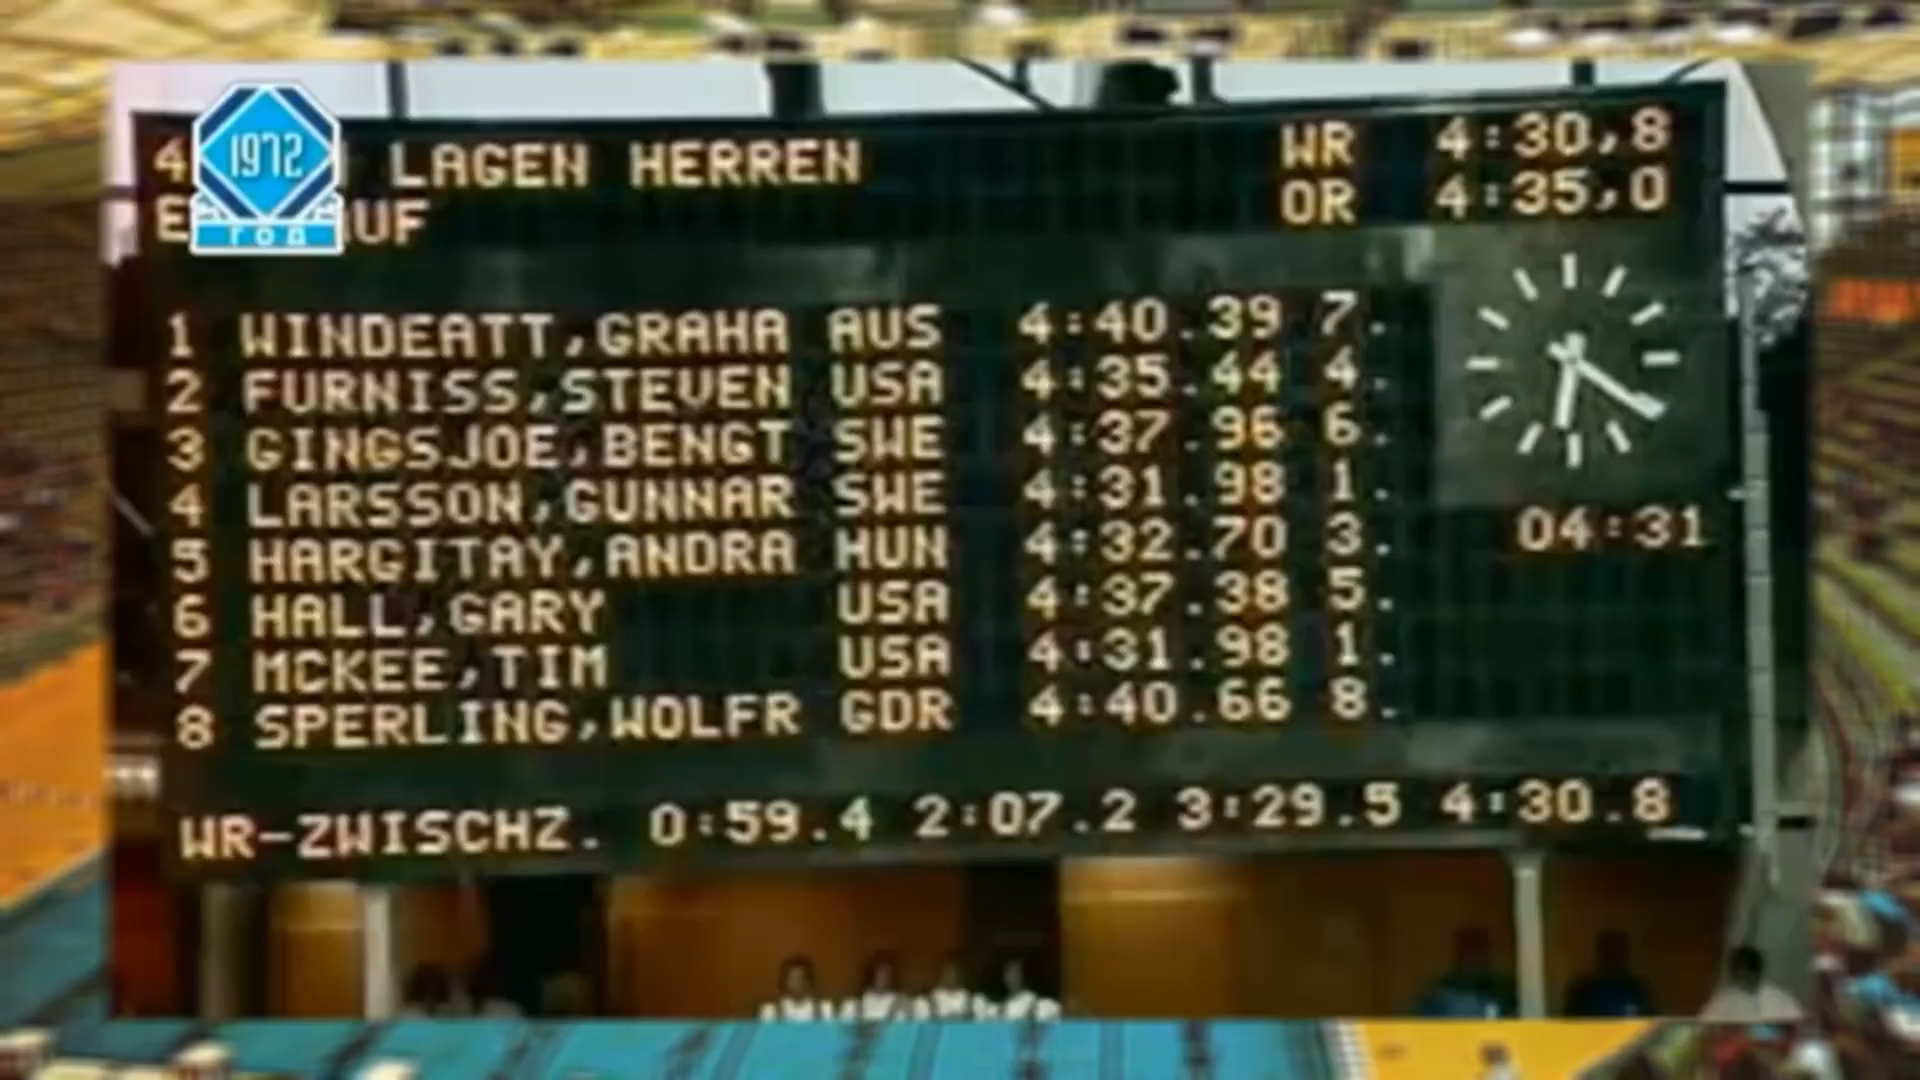 1972
год
4 LAGEN HERREN WR 4:30,8
E UF OR 4:35,0
1 WINDEATT,GRAHA AUS 4:40.39 7.
2 FURNISS,STEVEN USA 4:35.44 4.
3 GINGSJOE,BENGT SWE 4:37.96 6.
4 LARSSON,GUNNAR SWE 4:31.98 1.
5 HARGITAY,ANDRA HUN 4:32.70 3.
6 HALL,GARY USA 4:37.38 5.
7 MCKEE,TIM USA 4:31.98 1.
8 SPERLING,WOLFR GDR 4:40.66 8.
04:31
WR-ZWISCHZ. 0:59.4 2:07.2 3:29.5 4:30.8